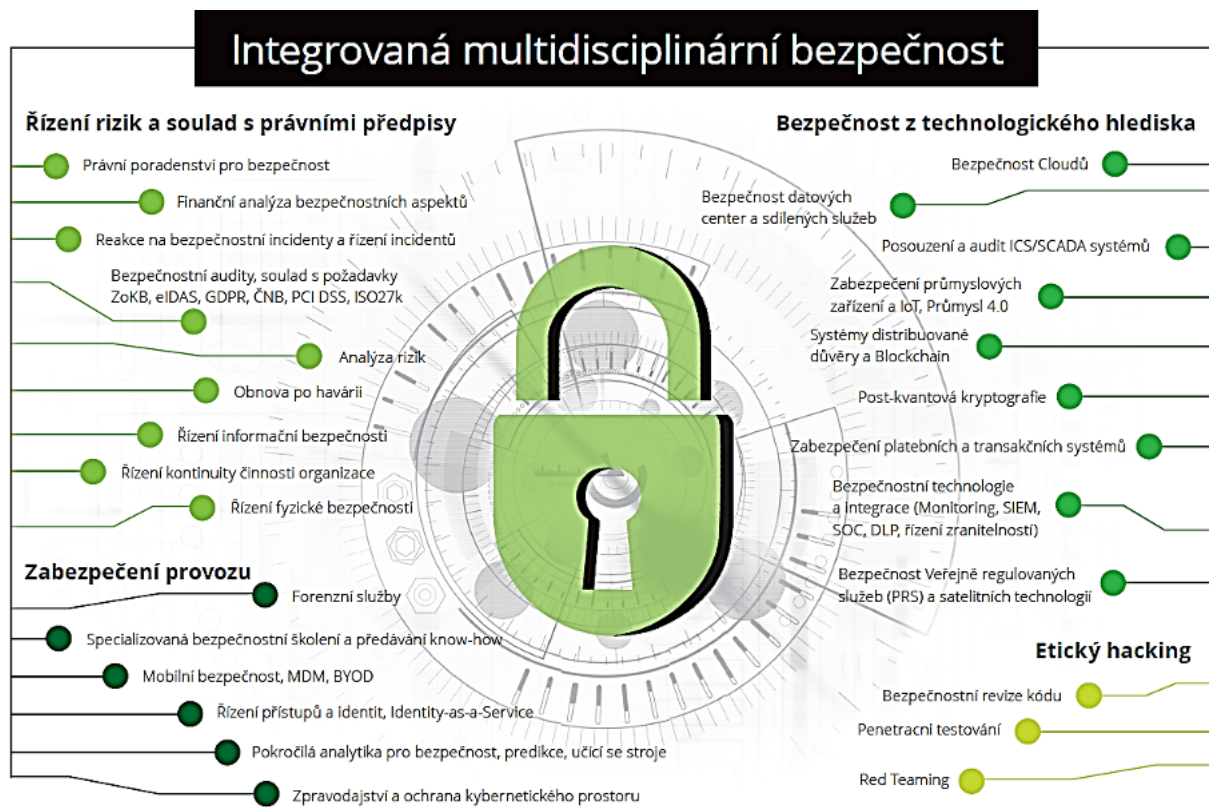 Integrovaná multidisciplinární bezpečnost
Řízení rizik a soulad s právními předpisy
Právní poradenství pro bezpečnost
Finanční analýza bezpečnostních aspektů
Reakce na bezpečnostní incidenty a řízení incidentů
Bezpečnostní audity, soulad s požadavky
ZoKB, eIDAS, GDPR, ČNB, PCI DSS, ISO27k
Analýza rizik
Obnova po havárii
Řízení informační bezpečnosti
Řízení kontinuity činností organizace
Řízení fyzické bezpečnosti
Zabezpečení provozu
Forenzní služby
Specializovaná bezpečnostní školení a předávání know-how
Mobilní bezpečnost, MDM, BYOD
Řízení přístupů a identit, Identity-as-a-Service
Pokročilá analytika pro bezpečnost, predikce, učící se stroje
Zpravodajství a ochrana kybernetického prostoru
Bezpečnost z technologického hlediska
Bezpečnost Cloudů
Bezpečnost datových
center a sdílených služeb
Posouzení a audit ICS/SCADA systémů
Zabezpečení průmyslových
zařízení a IoT, Průmysl 4.0
Systémy distribuované
důvěry a Blockchain
Post-kvantová kryptografie
Zabezpečení platebních a transakčních systémů
Bezpečnostní technologie
a integrace (Monitoring, SIEM,
SOC, DLP, řízení zranitelností)
Bezpečnost Veřejně regulovaných
služeb (PRS) a satelitních technologií
Etický hacking
Bezpečnostní revize kódu
Penetracni testování
Red Teaming